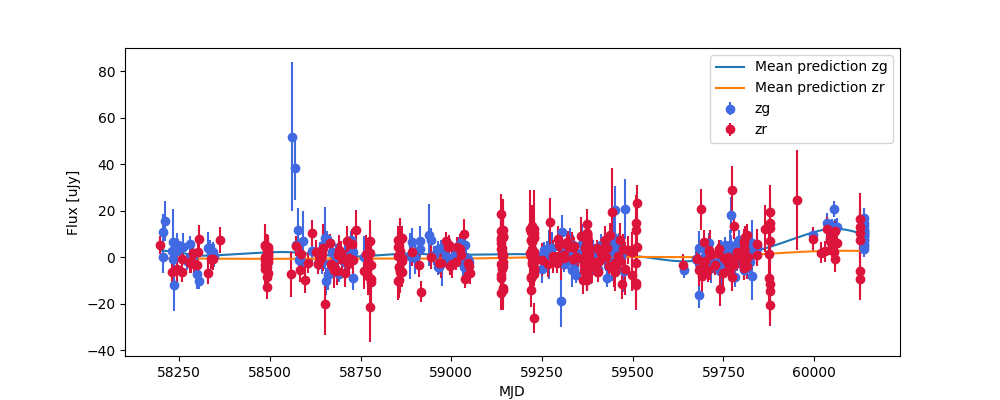 80
60
40
20
0
−20
−40
Flux [uJy]
58250
58500
58750
59000
59250
59500
59750
60000
MJD
Mean prediction zg
Mean prediction zr
zg
zr